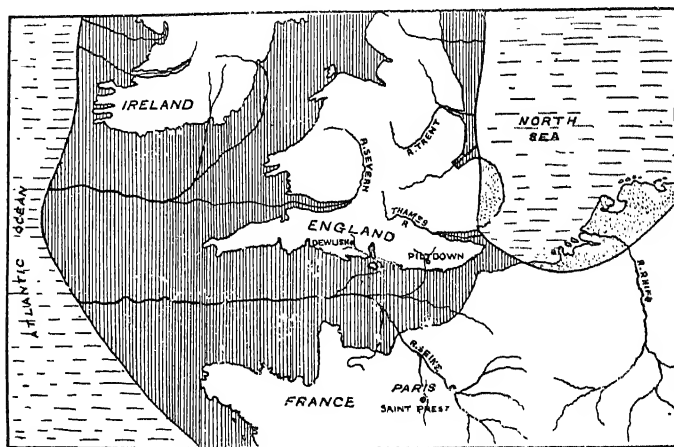 IRELAND
NORTH
SEA
R. SEVERN
R. TRENT
ATLANTIC OCEAN
THAMES
R
ENGLAND
DEWLISH
PILTDOWN
R. RHINE
R. SEINE
PARIS
SAINT PREST
FRANCE